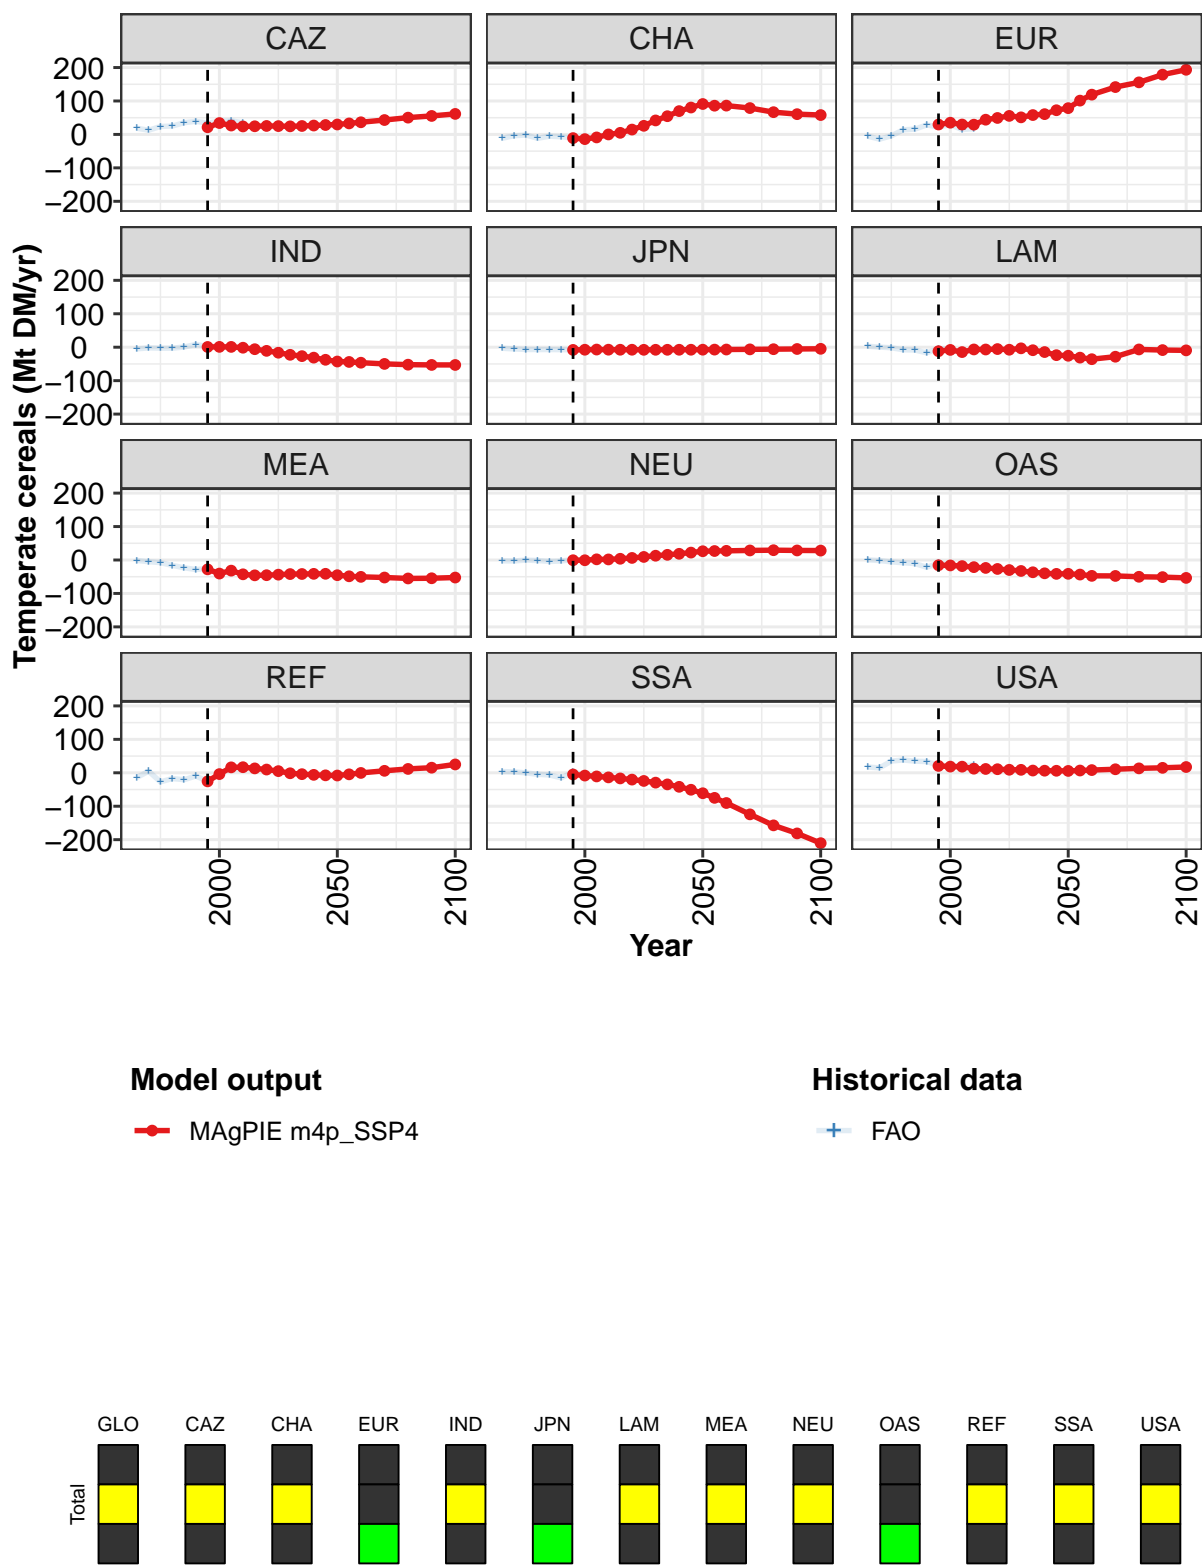 CAZ CHA EUR
200
100
0
−100
−200
IND JPN LAM
200
100
0
−100
−200
MEA NEU OAS
200
100
0
−100
−200
REF SSA USA
200
100
0
−100
−200
2000 2050 2100 2000 2050 2100 2000 2050 2100
Temperate cereals (Mt DM/yr)
Year
Model output Historical data
MAgPIE m4p_SSP4 FAO
GLO CAZ CHA EUR IND JPN LAM MEA NEU OAS REF SSA USA
Total